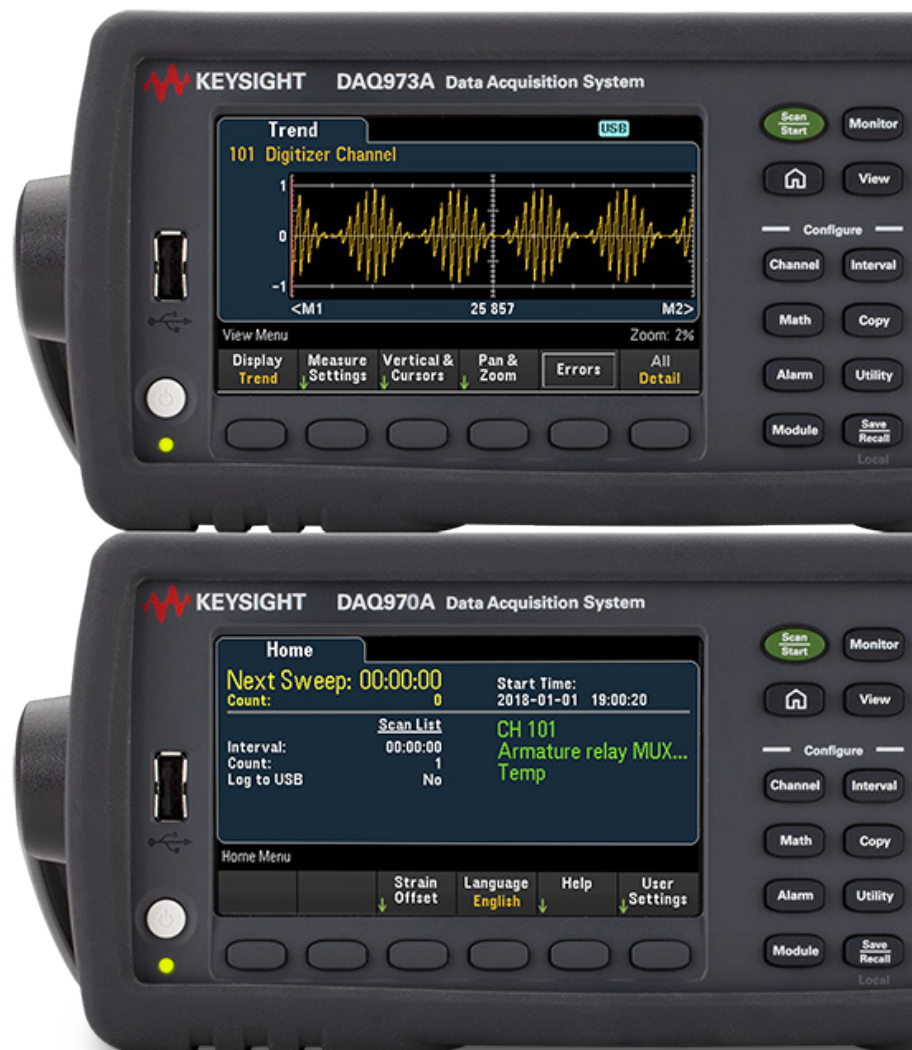 KEYSIGHT DAQ973A Data Acquisition System
Trend
USB
101 Digitizer Channel
1
0
-1
<M1 25 857 M2>
View Menu Zoom: 2%
Display Trend
Measure Settings
Vertical & Cursors
Pan & Zoom
Errors
All Detail
Scan Start
Monitor
View
Configure
Channel
Interval
Math
Copy
Alarm
Utility
Module
Save Recall
Local
KEYSIGHT DAQ970A Data Acquisition System
Home
Next Sweep: 00:00:00
Count: 0
Start Time:
2018-01-01 19:00:20
Scan List
Interval: 00:00:00
Count: 1
Log to USB No
CH 101
Armature relay MUX...
Temp
Home Menu
Strain Offset
Language English
Help
User Settings
Scan Start
Monitor
View
Configure
Channel
Interval
Math
Copy
Alarm
Utility
Module
Save Recall
Local